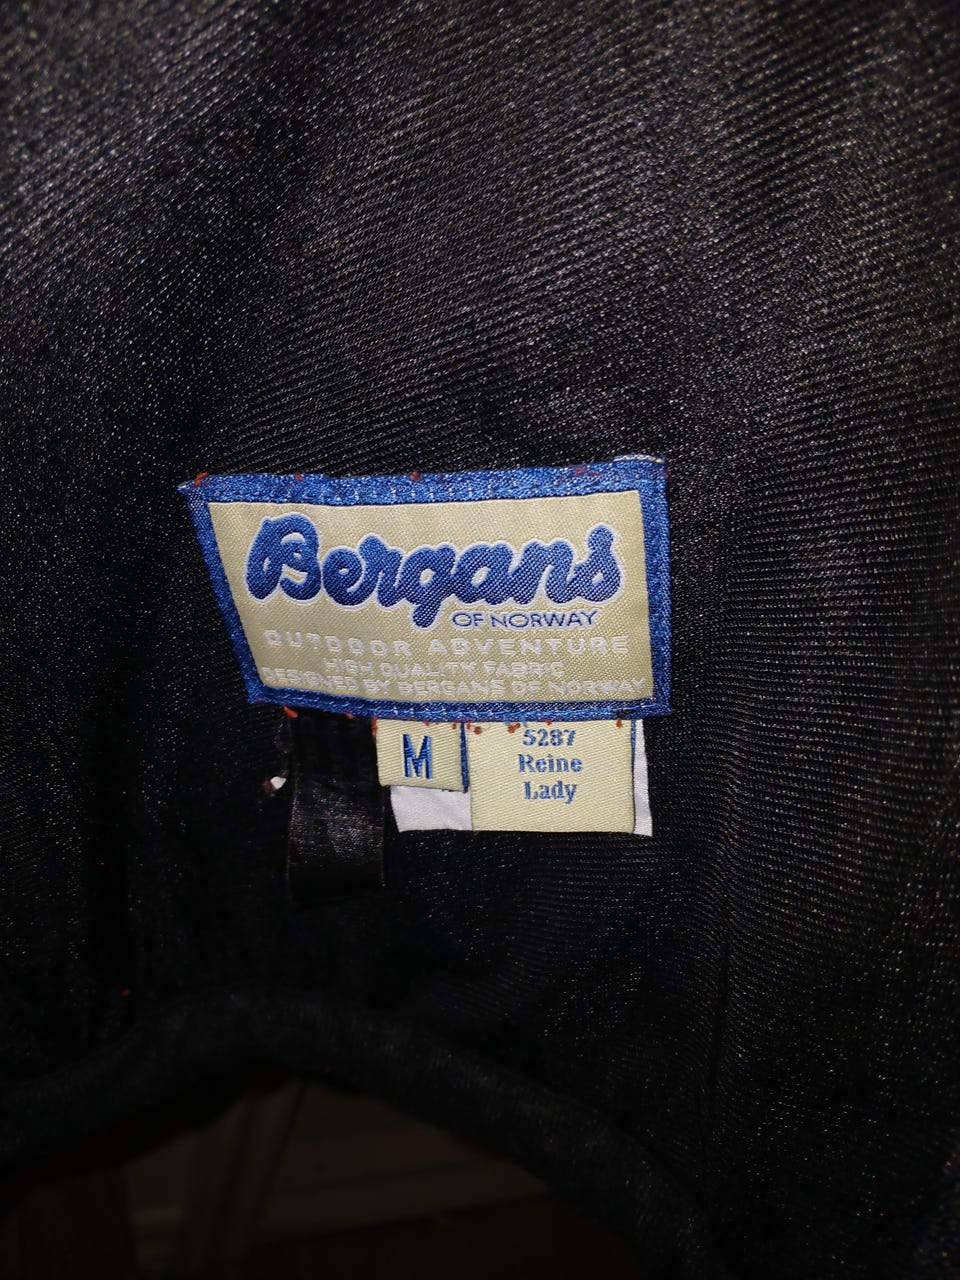 Bergans
OF NORWAY
OUTDOOR ADVENTURE
HIGH QUALITY FABRIC
DESIGNED BY BERGANS OF NORWAY
M
5287
Reine
Lady